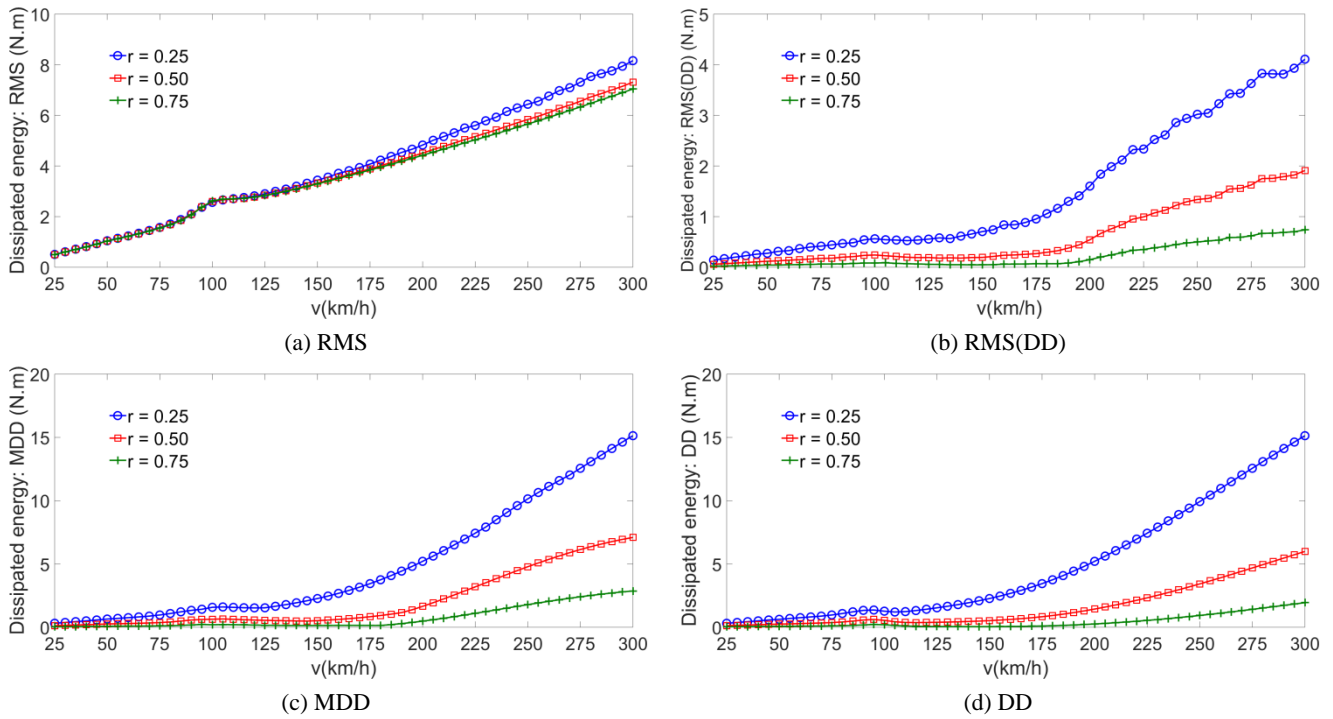 Dissipated energy: RMS (N.m)
10
8
6
4
2
0
r = 0.25
r = 0.50
r = 0.75
25 50 75 100 125 150 175 200 225 250 275 300
v(km/h)
(a) RMS
Dissipated energy: RMS(DD) (N.m)
5
4
3
2
1
0
r = 0.25
r = 0.50
r = 0.75
25 50 75 100 125 150 175 200 225 250 275 300
v(km/h)
(b) RMS(DD)
Dissipated energy: MDD (N.m)
20
15
10
5
0
r = 0.25
r = 0.50
r = 0.75
25 50 75 100 125 150 175 200 225 250 275 300
v(km/h)
(c) MDD
Dissipated energy: DD (N.m)
20
15
10
5
0
r = 0.25
r = 0.50
r = 0.75
25 50 75 100 125 150 175 200 225 250 275 300
v(km/h)
(d) DD